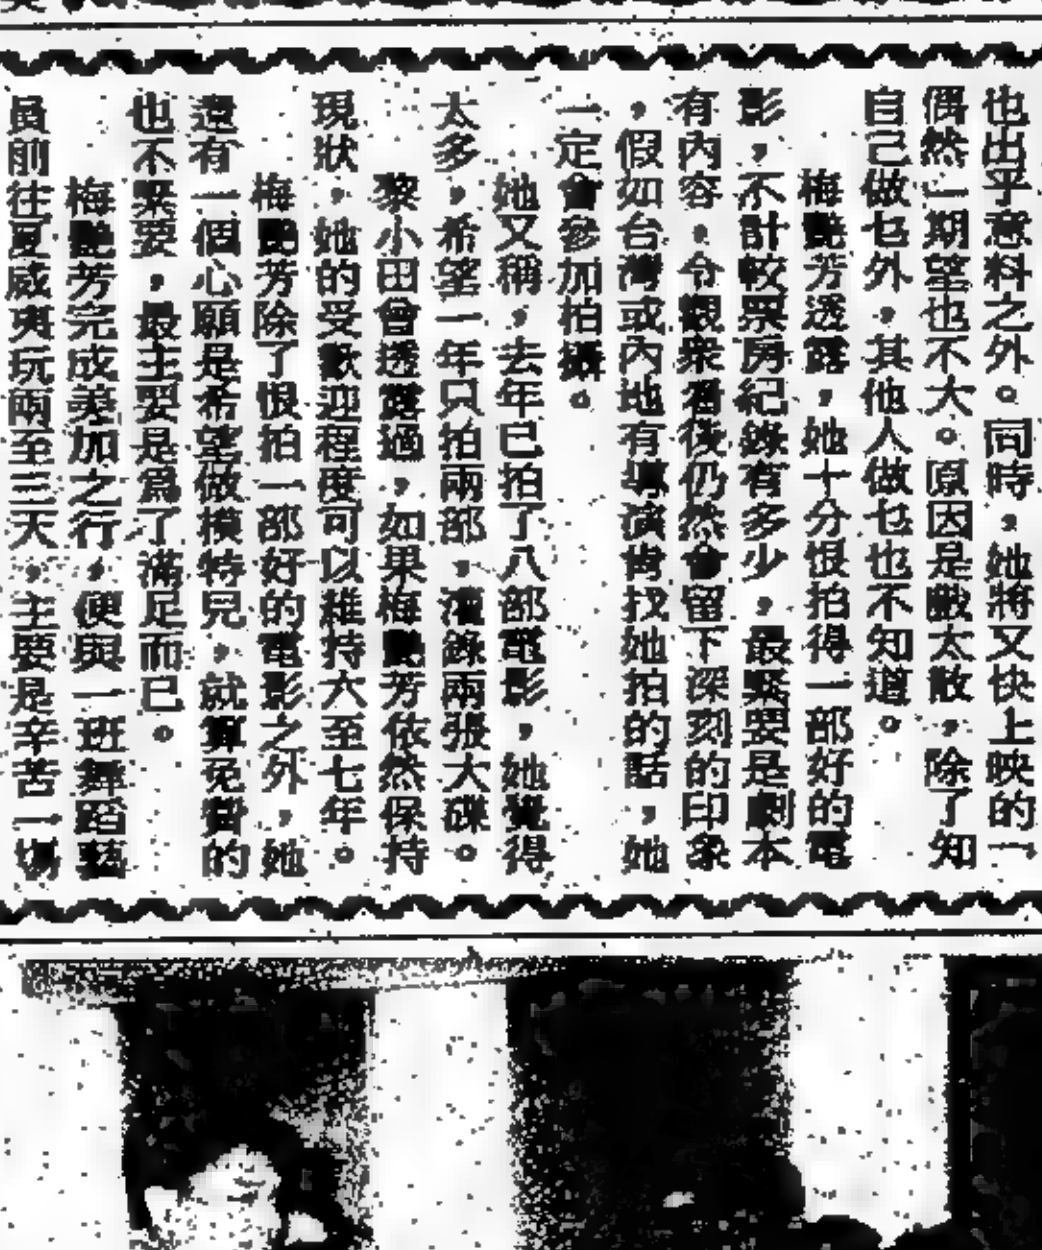 也出乎意料之外。同時，她將又快上映的一
偶然一期望也不大。原因是戲太散，除了知
自己做乜外，其他人做乜也不知道。
梅艷芳透露，她十分恨拍得一部好的電
影，不計較票房紀錄有多少，最緊要是劇本
有內容，令觀衆看後仍然會留下深刻的印象
，假如台灣或內地有導演肯找她拍的話，她
一定會參加拍攝。
她又稱，去年已拍了八部電影，她覺得
太多，希望一年只拍兩部，灌錄兩張大碟。
黎小田曾透露過，如果梅艷芳依然保持
現狀，她的受歡迎程度可以維持六至七年。
梅艷芳除了恨拍一部好的電影之外，她
還有一個心願是希望做模特兒，就算免費的
也不緊要，最主要是爲了滿足而已。
梅艷芳完成美加之行，便與一班舞蹈藝
員前往夏威夷玩兩至三天，主要是辛苦一場